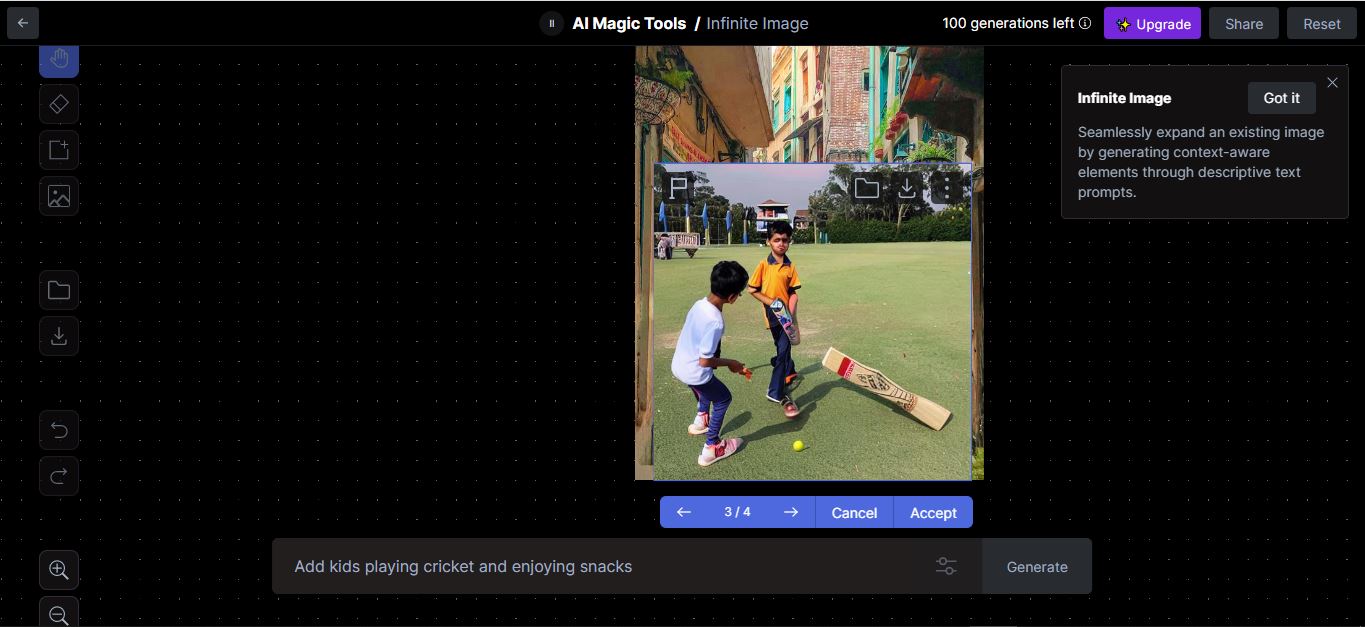 AI Magic Tools / Infinite Image
100 generations left
Upgrade
Share
Reset
Infinite Image
Got it
Seamlessly expand an existing image
by generating context-aware
elements through descriptive text
prompts.
3 / 4
Cancel
Accept
Add kids playing cricket and enjoying snacks
Generate